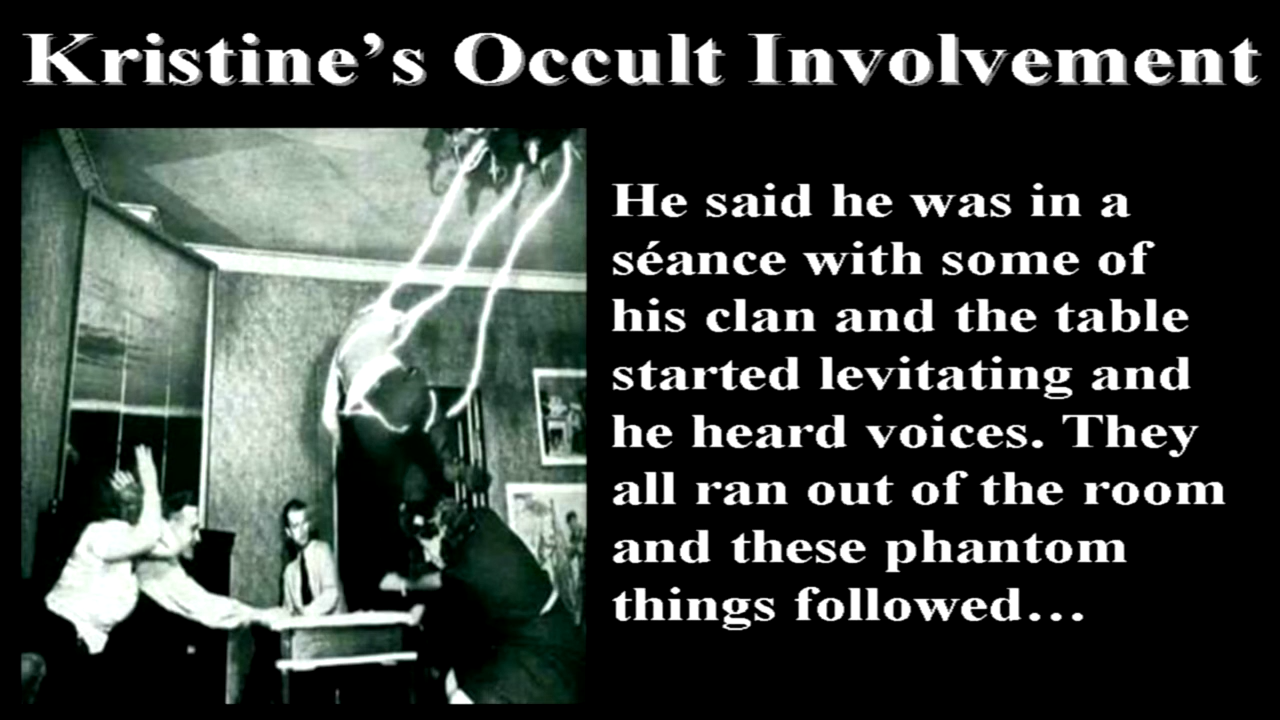 Kristine’s Occult Involvement
He said he was in a
séance with some of
his clan and the table
started levitating and
he heard voices. They
all ran out of the room
and these phantom
things followed…